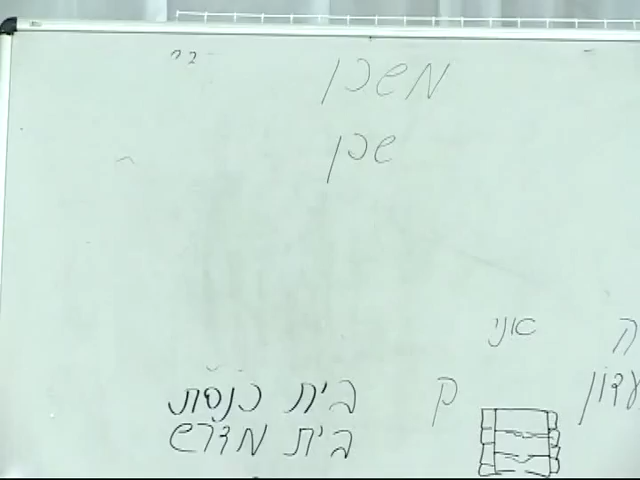 משכן
שכן
אני
ה
ק
בית כנסת
בית מדרש